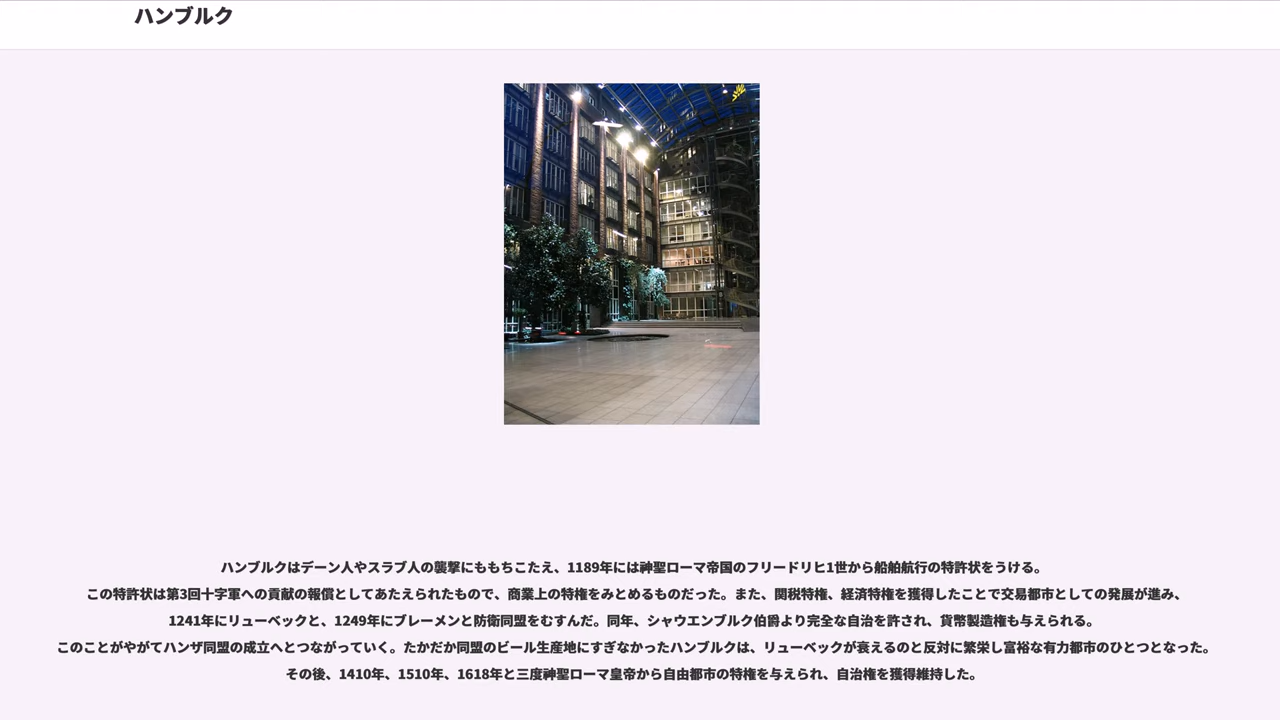 ハンブルク
ハンブルクはデーン人やスラブ人の襲撃にももちこたえ、1189年には神聖ローマ帝国のフリードリヒ1世から船舶航行の特許状をうける。
この特許状は第3回十字軍への貢献の報償としてあたえられたもので、商業上の特権をみとめるものだった。また、関税特権、経済特権を獲得したことで交易都市としての発展が進み、
1241年にリューベックと、1249年にブレーメンと防衛同盟をむすんだ。同年、シャウエンブルク伯爵より完全な自治を許され、貨幣製造権も与えられる。
このことがやがてハンザ同盟の成立へとつながっていく。たかだか同盟のビール生産地にすぎなかったハンブルクは、リューベックが衰えるのと反対に繁栄し富裕な有力都市のひとつとなった。
その後、1410年、1510年、1618年と三度神聖ローマ皇帝から自由都市の特権を与えられ、自治権を獲得維持した。